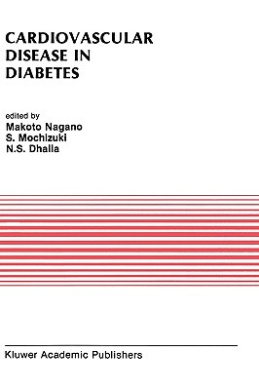 CARDIOVASCULAR
DISEASE IN
DIABETES
edited by
Makoto Nagano
S. Mochizuki
N.S. Dhalla
Kluwer Academic Publishers